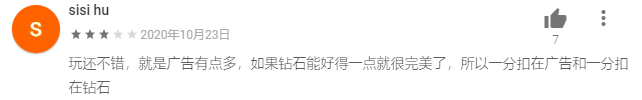 S
sisi hu
2020年10月23日
7
玩还不错，就是广告有点多，如果钻石能好得一点就很完美了，所以一分扣在广告和一分扣
在钻石